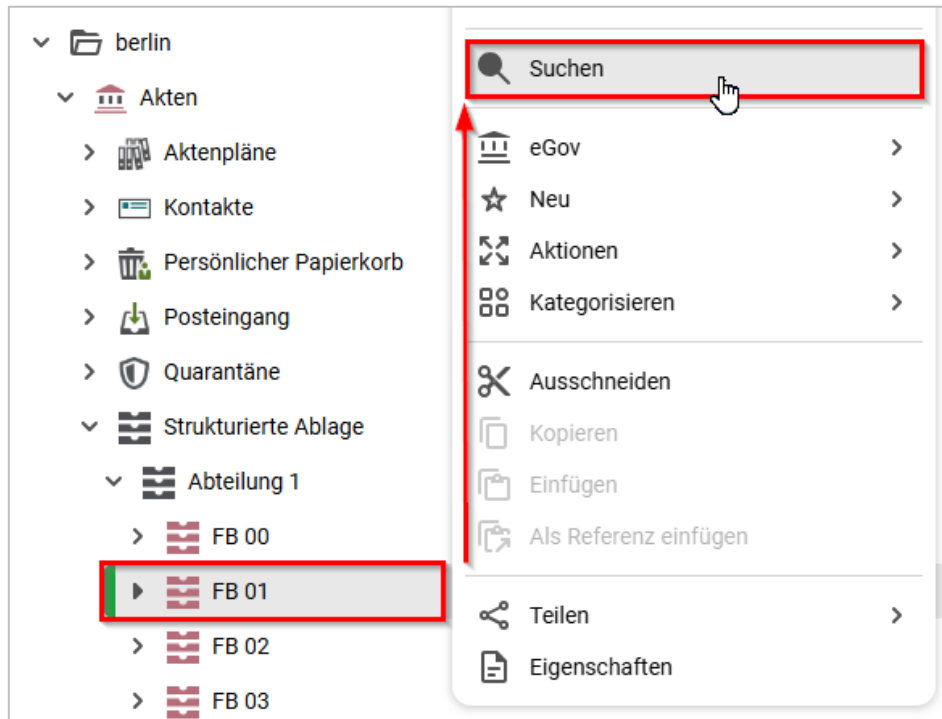 berlin
Akten
Aktenpläne
Kontakte
Persönlicher Papierkorb
Posteingang
Quarantäne
Strukturierte Ablage
Abteilung 1
FB 00
FB 01
FB 02
FB 03
Suchen
eGov
Neu
Aktionen
Kategorisieren
Ausschneiden
Kopieren
Einfügen
Als Referenz einfügen
Teilen
Eigenschaften